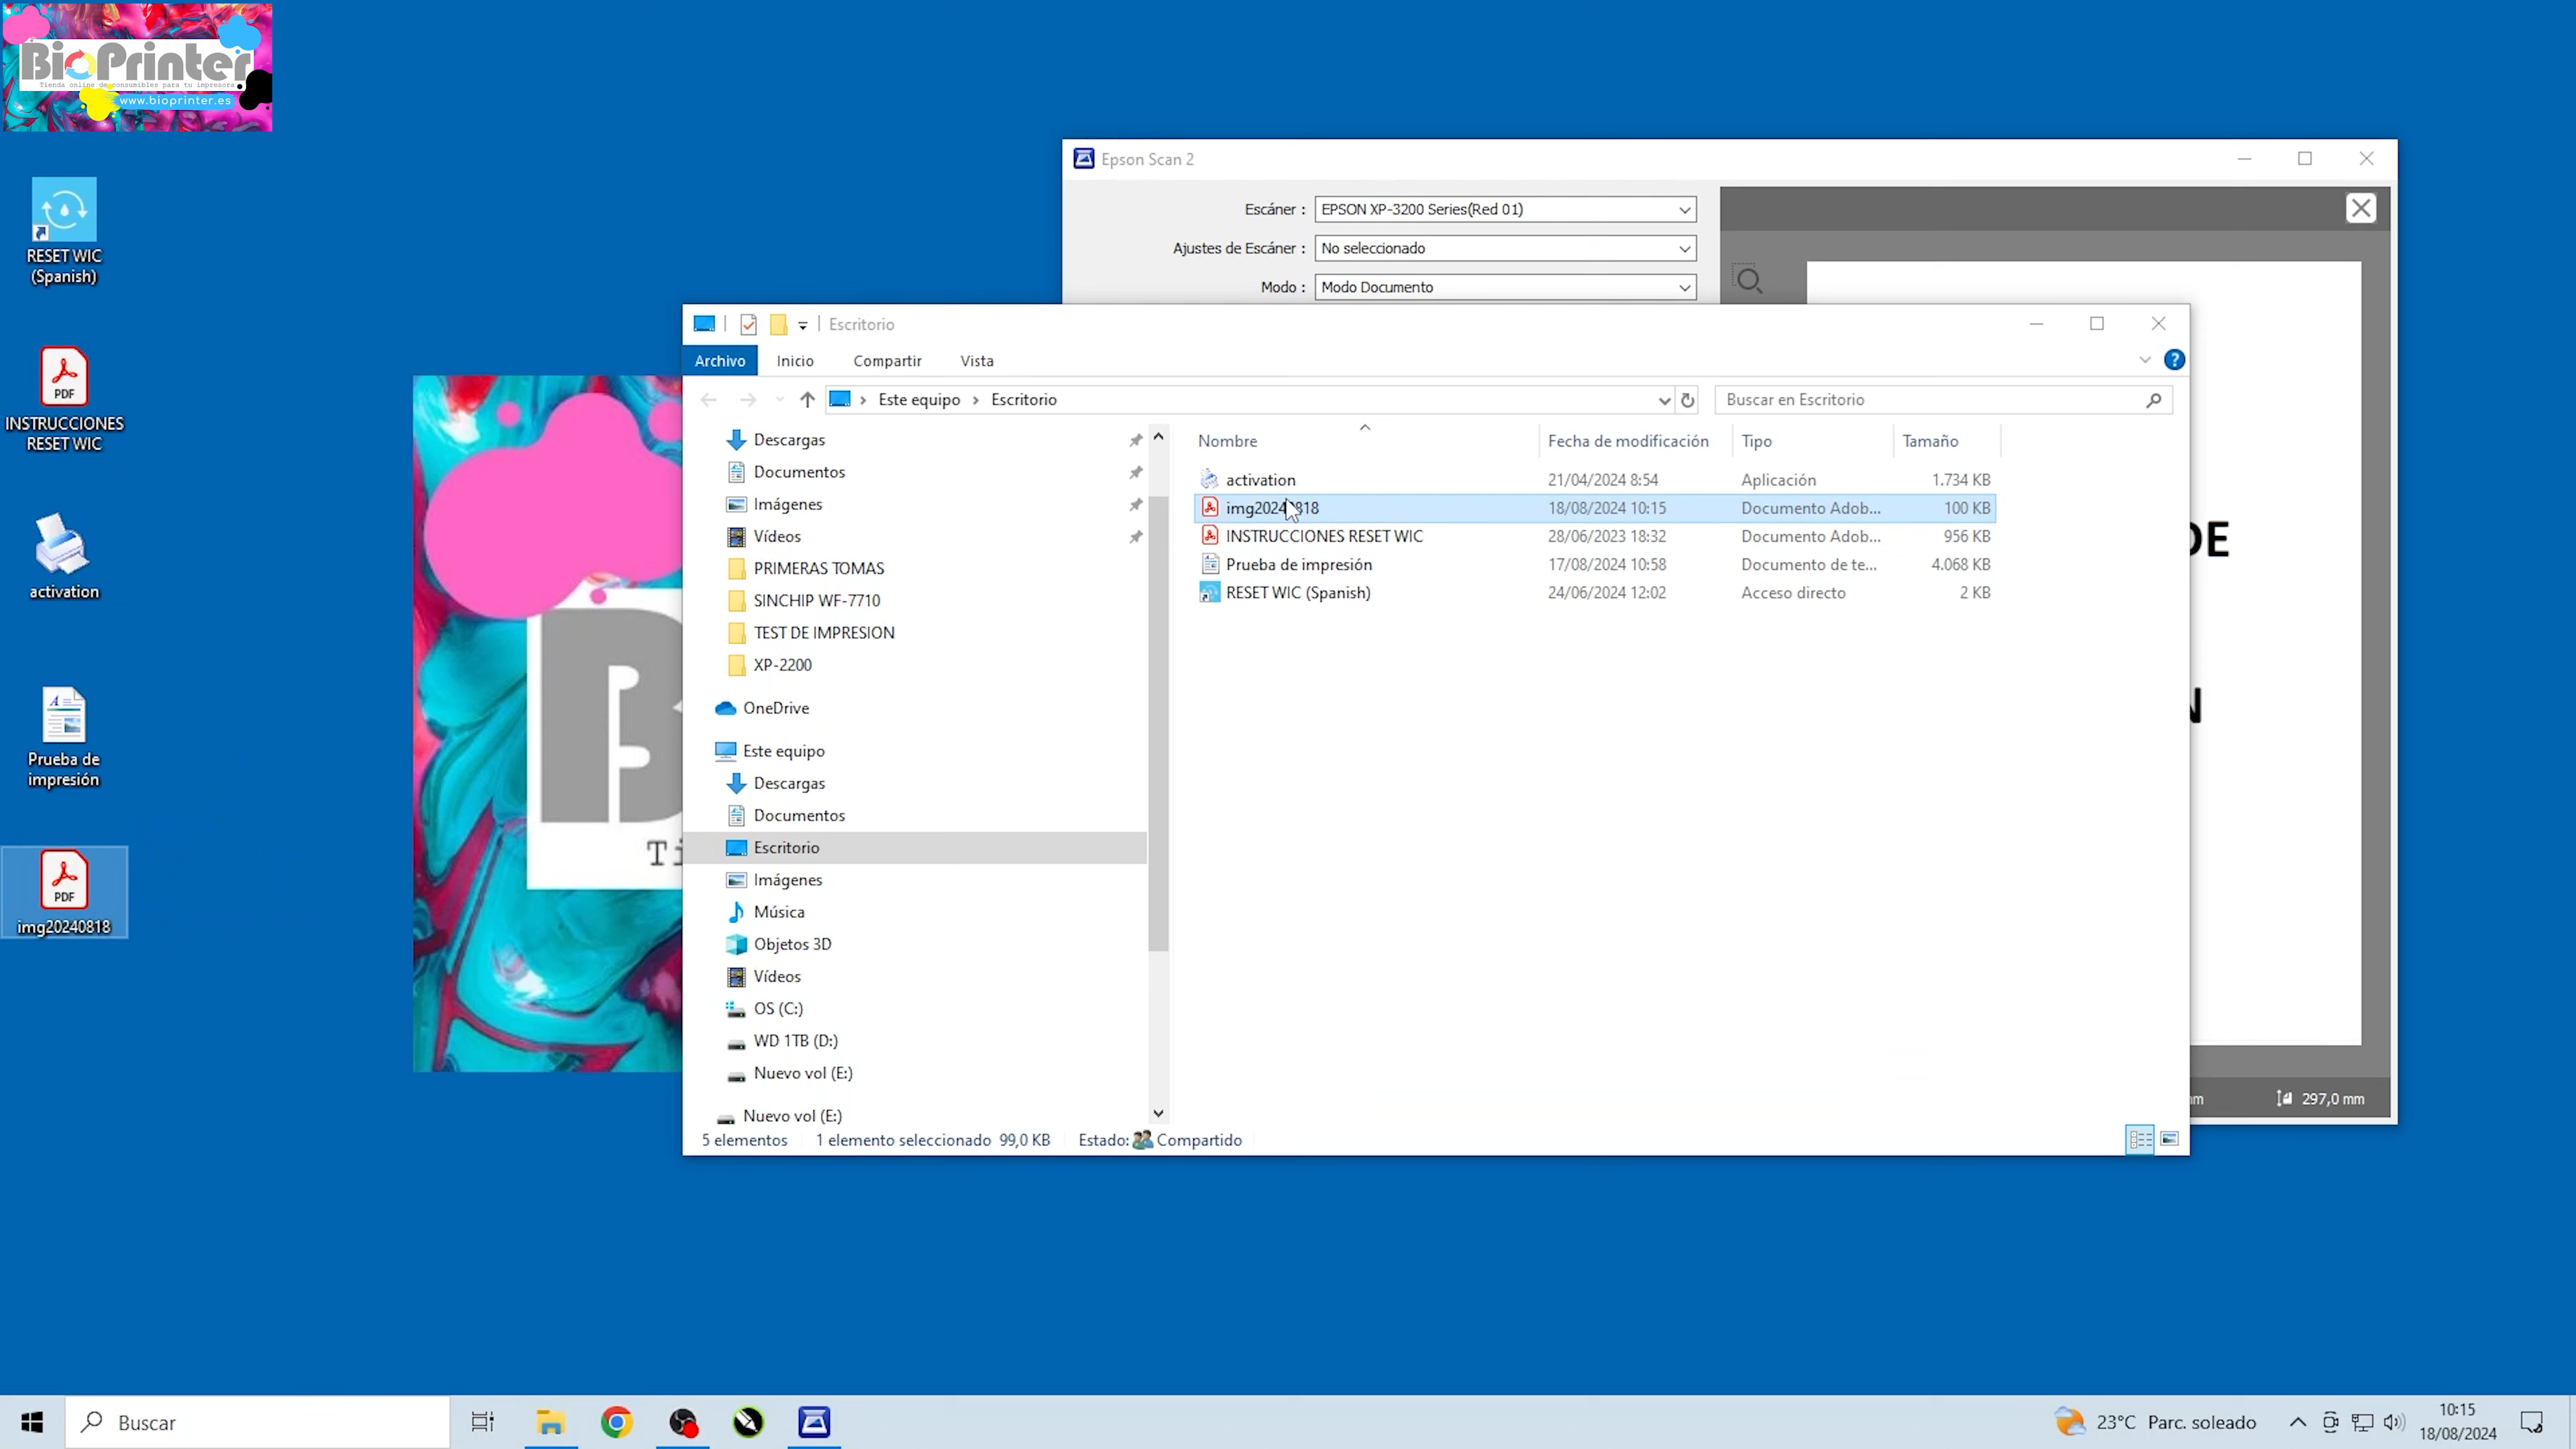 BioPrinter
Tienda online de consumibles para tu impresora
www.bioprinter.es
RESET WIC
(Spanish)
PDF
INSTRUCCIONES
RESET WIC
activation
Prueba de
impresión
PDF
img20240818
Epson Scan 2
Escáner :
EPSON XP-3200 Series(Red 01)
Ajustes de Escáner :
No seleccionado
Modo :
Modo Documento
297,0 mm
Escritorio
Archivo
Inicio
Compartir
Vista
Este equipo > Escritorio
Buscar en Escritorio
Descargas
Documentos
Imágenes
Vídeos
PRIMERAS TOMAS
SINCHIP WF-7710
TEST DE IMPRESION
XP-2200
OneDrive
Este equipo
Descargas
Documentos
Escritorio
Imágenes
Música
Objetos 3D
Vídeos
OS (C:)
WD 1TB (D:)
Nuevo vol (E:)
Nuevo vol (E:)
Nombre Fecha de modificación Tipo Tamaño
activation 21/04/2024 8:54 Aplicación 1.734 KB
img20240818 18/08/2024 10:15 Documento Adob... 100 KB
INSTRUCCIONES RESET WIC 28/06/2023 18:32 Documento Adob... 956 KB
Prueba de impresión 17/08/2024 10:58 Documento de te... 4.068 KB
RESET WIC (Spanish) 24/06/2024 12:02 Acceso directo 2 KB
5 elementos 1 elemento seleccionado 99,0 KB Estado: Compartido
Buscar
23°C Parc. soleado
10:15
18/08/2024